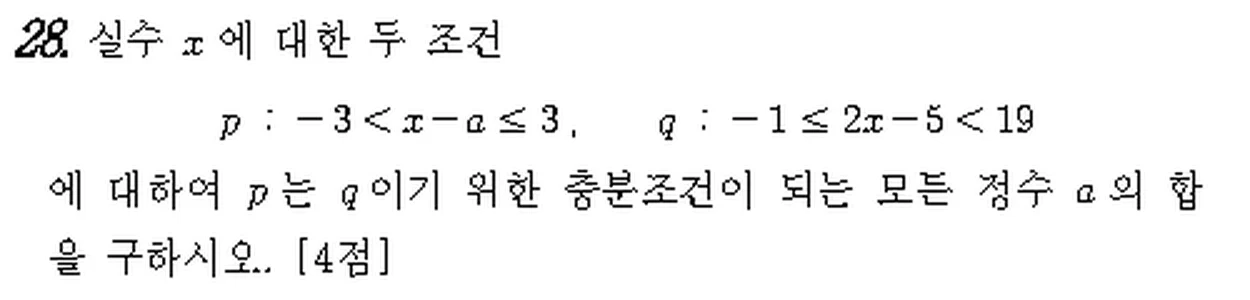 28. 실수 x에 대한 두 조건
p : −3 < x−a ≤ 3, q : −1 ≤ 2x−5 < 19
에 대하여 p는 q이기 위한 충분조건이 되는 모든 정수 a의 합
을 구하시오.. [4점]